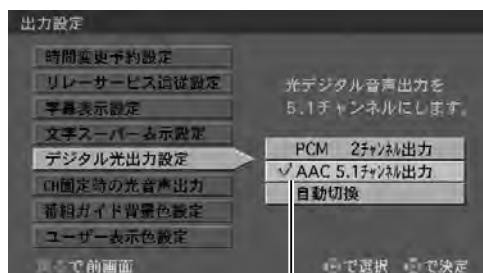 出力設定
時間変更予約設定
リレーサービス追従設定
字幕表示設定
文字スーパー表示設定
デジタル光出力設定
CH固定時の光音声出力
番組ガイド背景色設定
ユーザー表示色設定
光デジタル音声出力を
5.1チャンネルにします。
PCM 2チャンネル出力
✓AAC 5.1チャンネル出力
自動切換
戻るで前画面
で選択 で決定